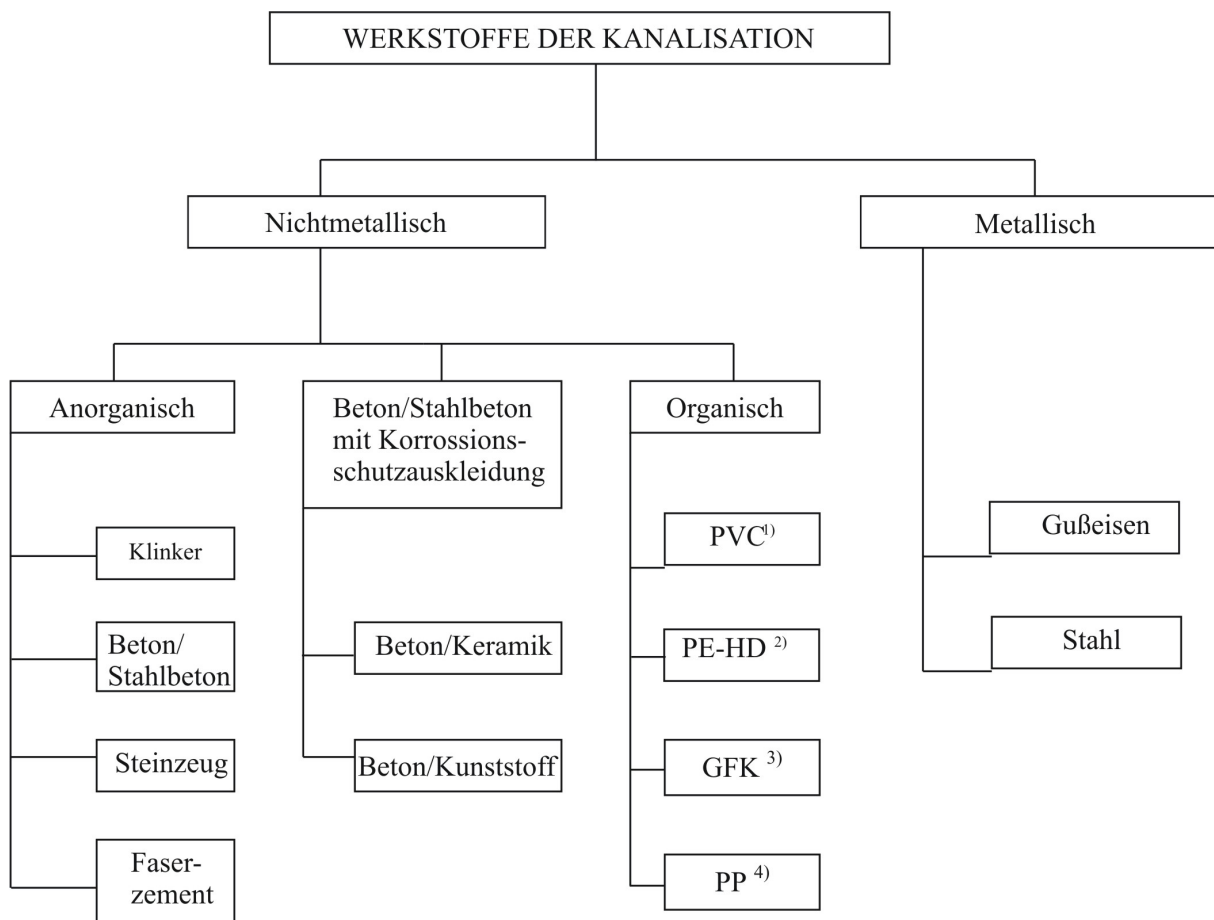 WERKSTOFFE DER KANALISATION
Nichtmetallisch
Metallisch
Anorganisch
Beton/Stahlbeton
mit Korrossions-
schutzauskleidung
Organisch
Klinker
Beton/
Stahlbeton
Steinzeug
Faser-
zement
Beton/Keramik
Beton/Kunststoff
PVC1)
PE-HD 2)
GFK 3)
PP 4)
Gußeisen
Stahl